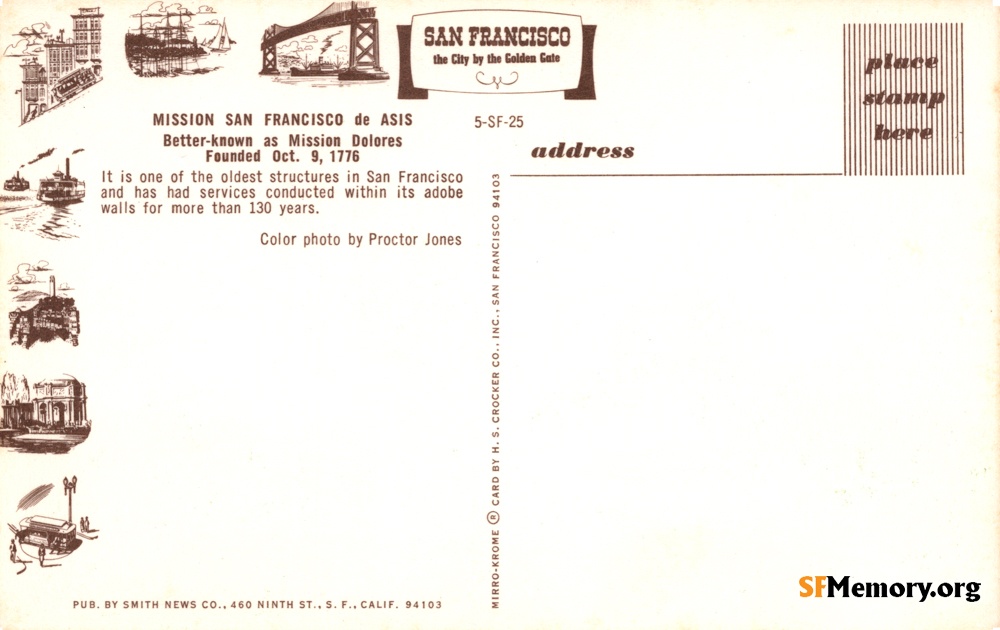 SAN FRANCISCO
the City by the Golden Gate
MISSION SAN FRANCISCO de ASIS
Better-known as Mission Dolores
Founded Oct. 9, 1776
It is one of the oldest structures in San Francisco
and has had services conducted within its adobe
walls for more than 130 years.
Color photo by Proctor Jones
5-SF-25
place
stamp
here
address
MIRRO-KROME ® CARD BY H. S. CROCKER CO., INC., SAN FRANCISCO 94103
PUB. BY SMITH NEWS CO., 460 NINTH ST., S. F., CALIF. 94103
SFMemory.org